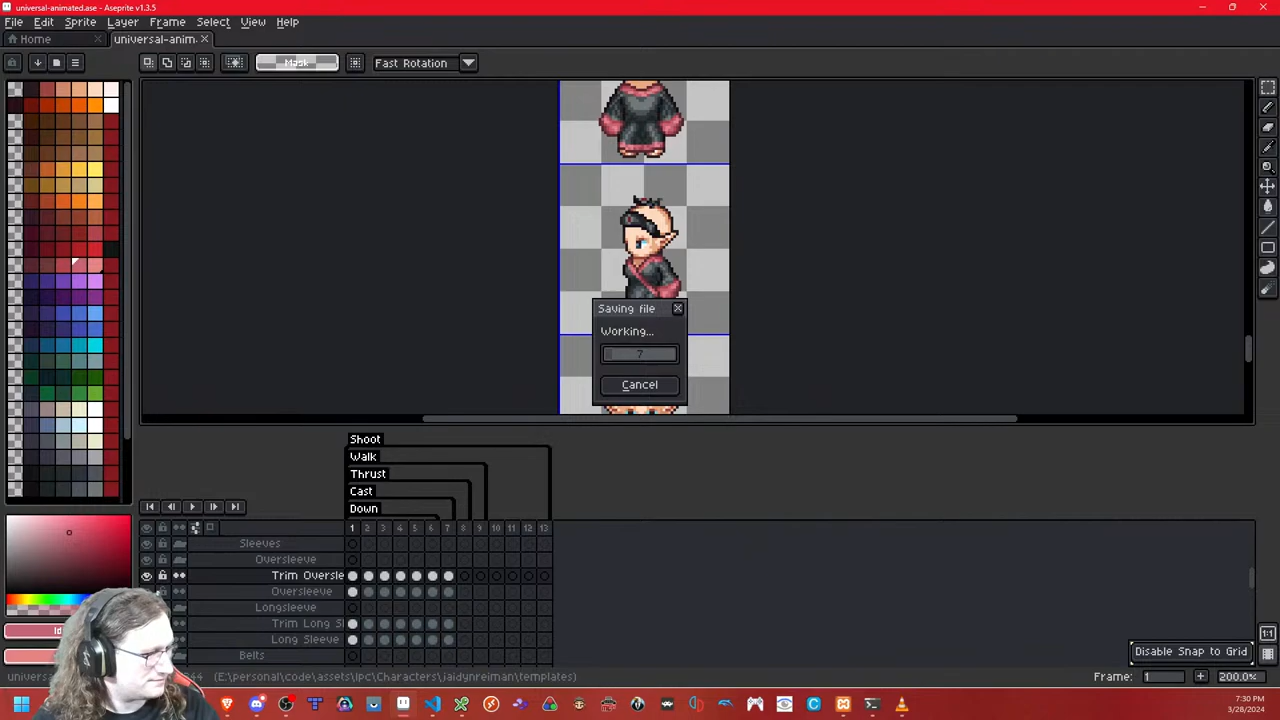 universal-animated.ase - Aseprite v1.3.5
File Edit Sprite Layer Frame Select View Help
Home universal-anim.
Mask Fast Rotation
Saving file
Working...
7
Cancel
Shoot
Walk
Thrust
Cast
Down
1 2 3 4 5 6 7 8 9 10 11 12 13
Sleeves
Oversleeve
Trim Oversle
Oversleeve
Longsleeve
Trim Long Sl
Long Sleeve
Belts
Disable Snap to Grid
(E:\personal\code\assets\lpc\Characters\jaidynreiman\templates)
Frame: 1 + 200.0%
1:1
7:30 PM
3/28/2024